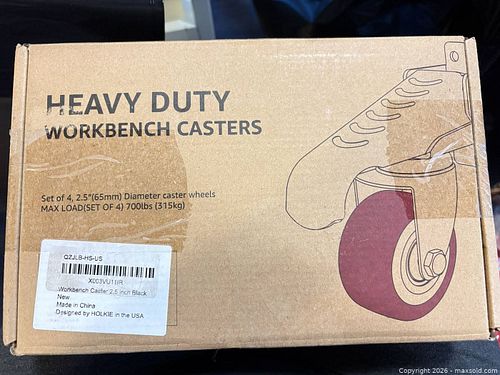 HEAVY DUTY
WORKBENCH CASTERS
Set of 4, 2.5"(65mm) Diameter caster wheels
MAX LOAD(SET OF 4) 700lbs (315kg)
QZJLB-HS-US
Workbench Caster 2.5 inch Black
New
Made in China
Designed by HOLKIE in the USA
Copyright 2026 - maxsold.com